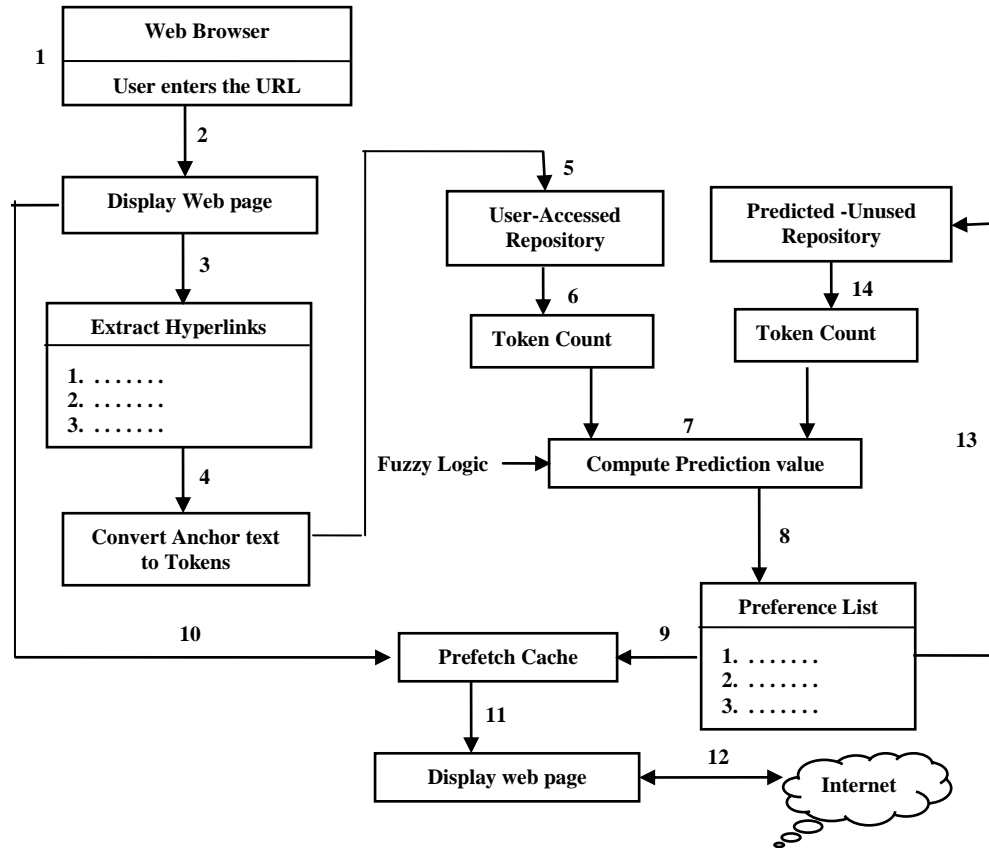 Web Browser
1
User enters the URL
2
5
Display Web page
User-Accessed
Repository
Predicted -Unused
Repository
3
6
14
Extract Hyperlinks
Token Count
Token Count
1. . . . . . . .
2. . . . . . . .
3. . . . . . . .
7
13
Fuzzy Logic
Compute Prediction value
4
Convert Anchor text
to Tokens
8
Preference List
10
9
Prefetch Cache
1. . . . . . . .
2. . . . . . . .
3. . . . . . . .
11
12
Display web page
Internet